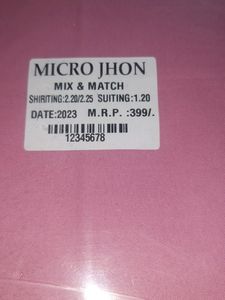 MICRO JHON
MIX & MATCH
SHIRITING:2.20/2.25 SUITING:1.20
DATE:2023 M.R.P. :399/.
12345678